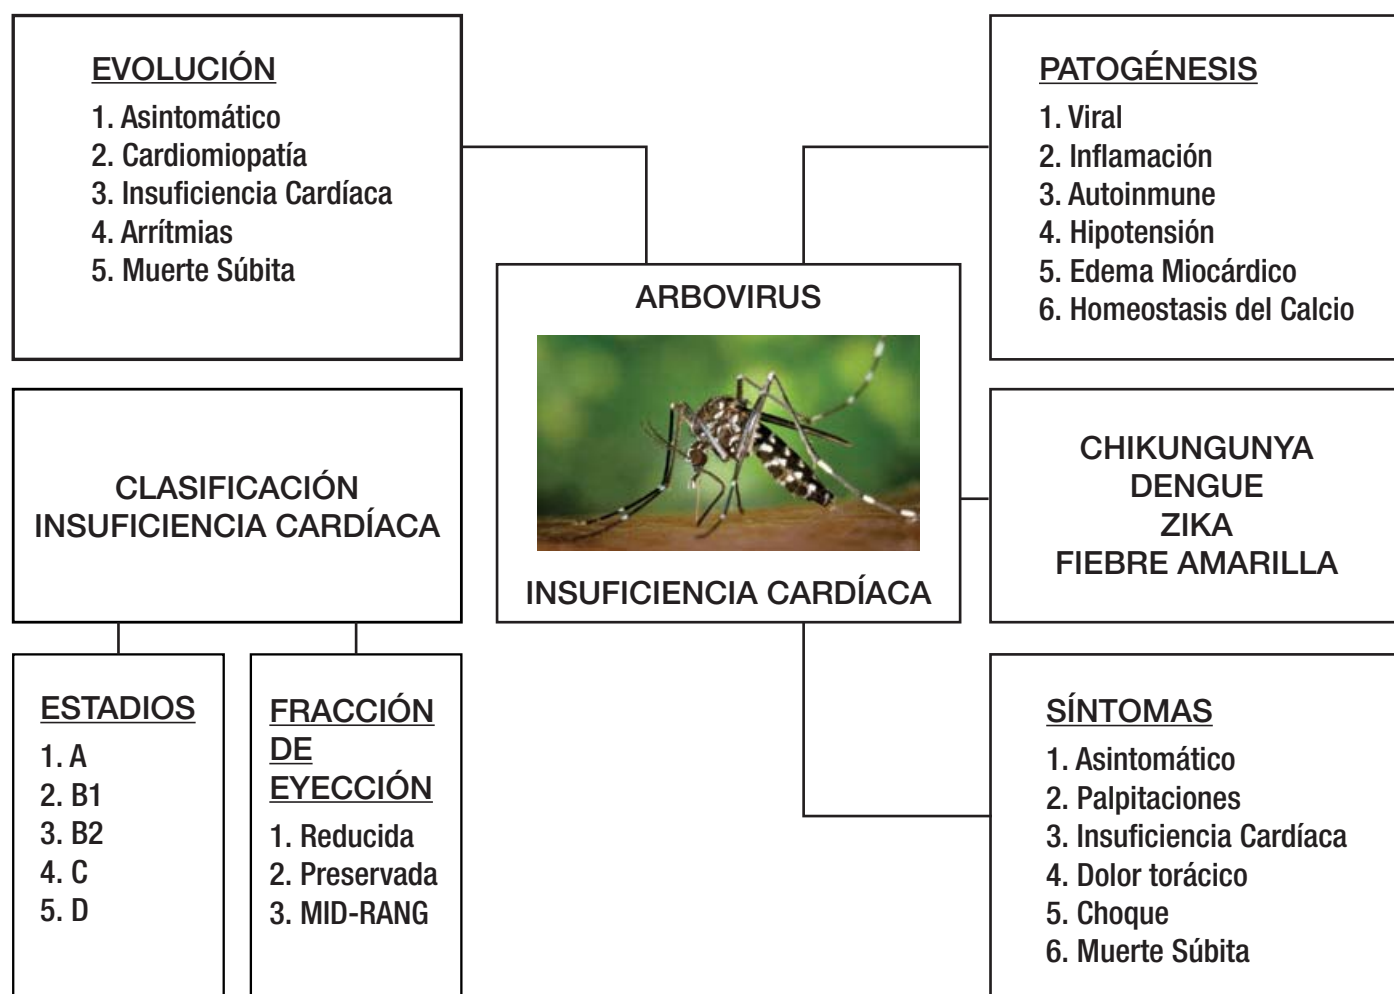 EVOLUCIÓN
1. Asintomático
2. Cardiomiopatía
3. Insuficiencia Cardíaca
4. Arrítmias
5. Muerte Súbita
PATOGÉNESIS
1. Viral
2. Inflamación
3. Autoinmune
4. Hipotensión
5. Edema Miocárdico
6. Homeostasis del Calcio
ARBOVIRUS
INSUFICIENCIA CARDÍACA
CLASIFICACIÓN
INSUFICIENCIA CARDÍACA
CHIKUNGUNYA
DENGUE
ZIKA
FIEBRE AMARILLA
ESTADIOS
1. A
2. B1
3. B2
4. C
5. D
FRACCIÓN
DE
EYECCIÓN
1. Reducida
2. Preservada
3. MID-RANG
SÍNTOMAS
1. Asintomático
2. Palpitaciones
3. Insuficiencia Cardíaca
4. Dolor torácico
5. Choque
6. Muerte Súbita